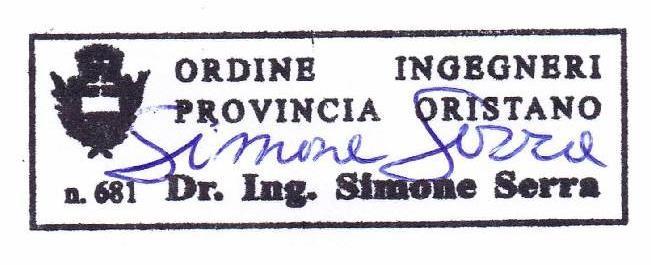 ORDINE INGEGNERI
PROVINCIA ORISTANO
Simone Serra
n. 681 Dr. Ing. Simone Serra